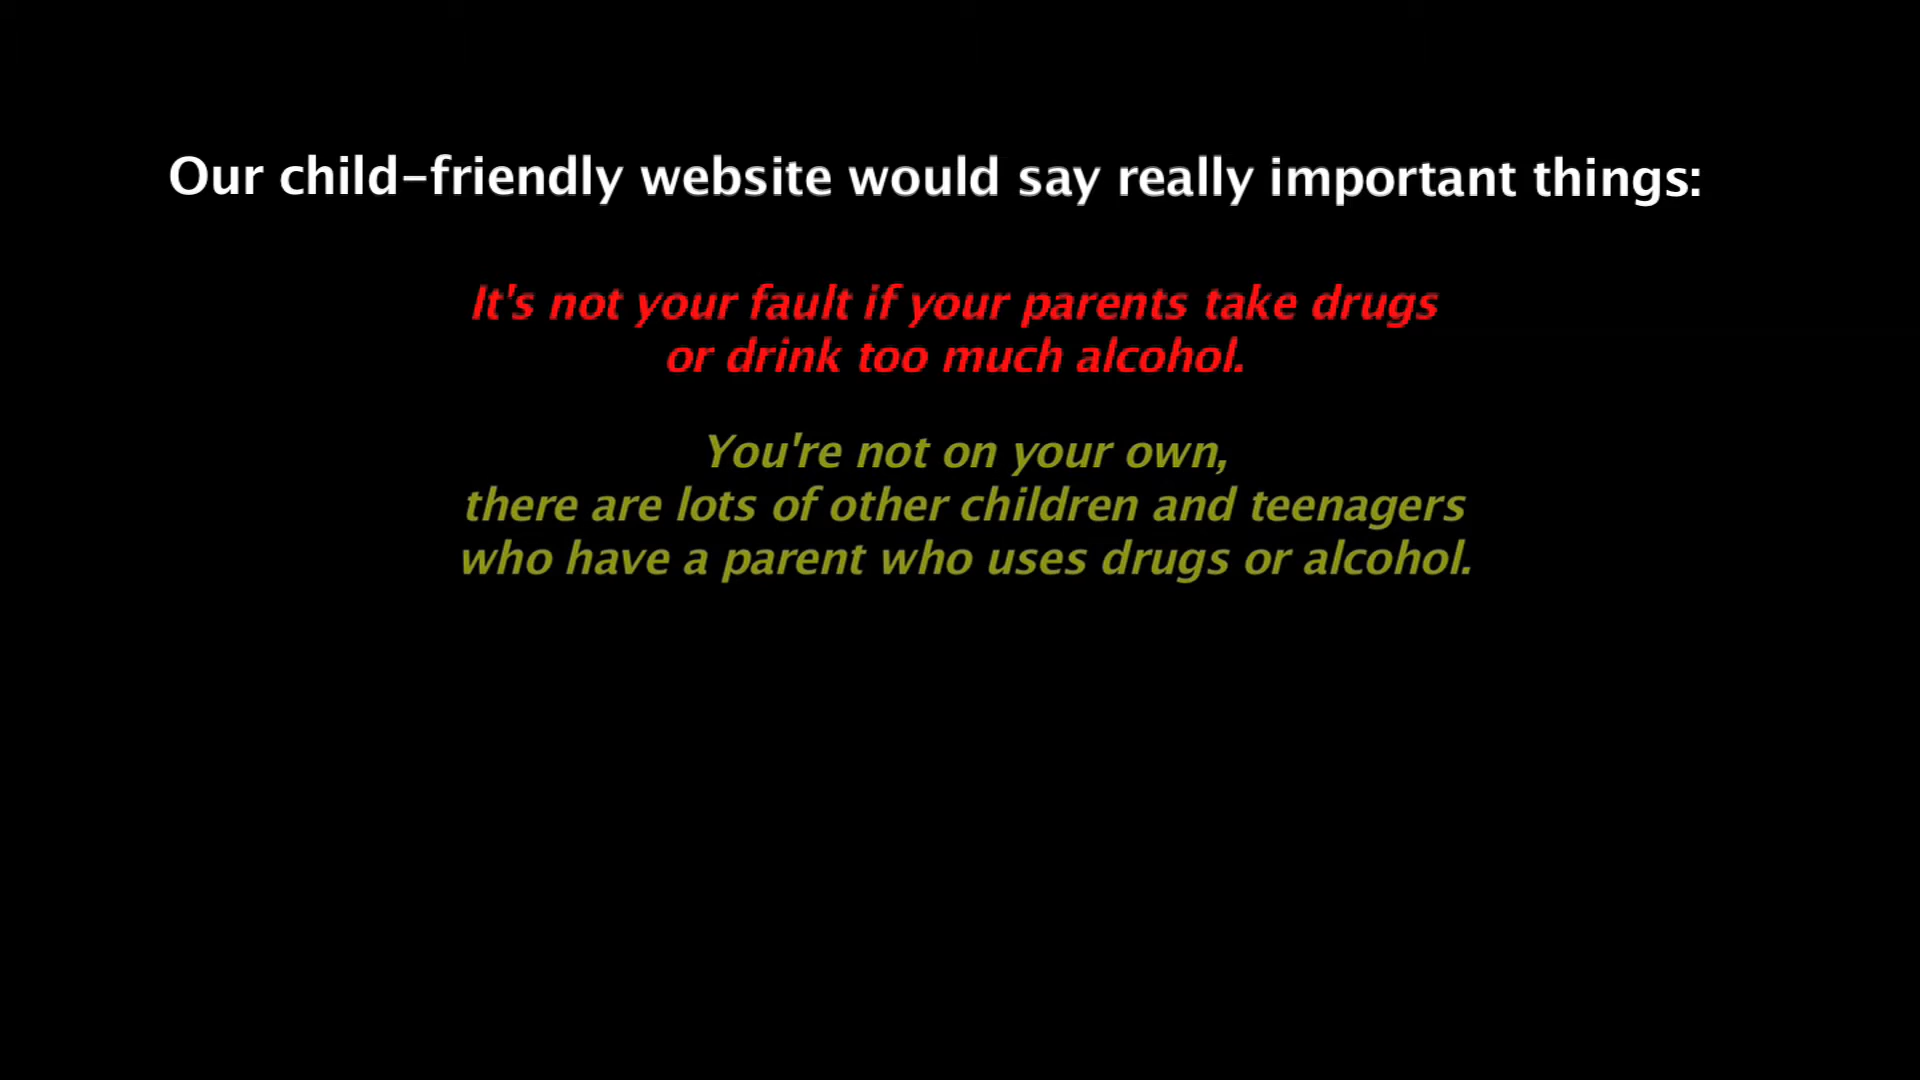 Our child-friendly website would say really important things:
It's not your fault if your parents take drugs
or drink too much alcohol.
You're not on your own,
there are lots of other children and teenagers
who have a parent who uses drugs or alcohol.